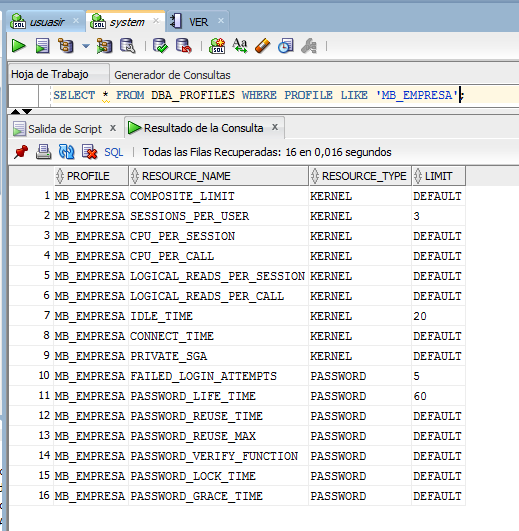 usuasir system VER
Hoja de Trabajo Generador de Consultas
SELECT * FROM DBA_PROFILES WHERE PROFILE LIKE 'MB_EMPRESA';
Salida de Script x Resultado de la Consulta x
SQL Todas las Filas Recuperadas: 16 en 0,016 segundos
PROFILE RESOURCE_NAME RESOURCE_TYPE LIMIT
1 MB_EMPRESA COMPOSITE_LIMIT KERNEL DEFAULT
2 MB_EMPRESA SESSIONS_PER_USER KERNEL 3
3 MB_EMPRESA CPU_PER_SESSION KERNEL DEFAULT
4 MB_EMPRESA CPU_PER_CALL KERNEL DEFAULT
5 MB_EMPRESA LOGICAL_READS_PER_SESSION KERNEL DEFAULT
6 MB_EMPRESA LOGICAL_READS_PER_CALL KERNEL DEFAULT
7 MB_EMPRESA IDLE_TIME KERNEL 20
8 MB_EMPRESA CONNECT_TIME KERNEL DEFAULT
9 MB_EMPRESA PRIVATE_SGA KERNEL DEFAULT
10 MB_EMPRESA FAILED_LOGIN_ATTEMPTS PASSWORD 5
11 MB_EMPRESA PASSWORD_LIFE_TIME PASSWORD 60
12 MB_EMPRESA PASSWORD_REUSE_TIME PASSWORD DEFAULT
13 MB_EMPRESA PASSWORD_REUSE_MAX PASSWORD DEFAULT
14 MB_EMPRESA PASSWORD_VERIFY_FUNCTION PASSWORD DEFAULT
15 MB_EMPRESA PASSWORD_LOCK_TIME PASSWORD DEFAULT
16 MB_EMPRESA PASSWORD_GRACE_TIME PASSWORD DEFAULT